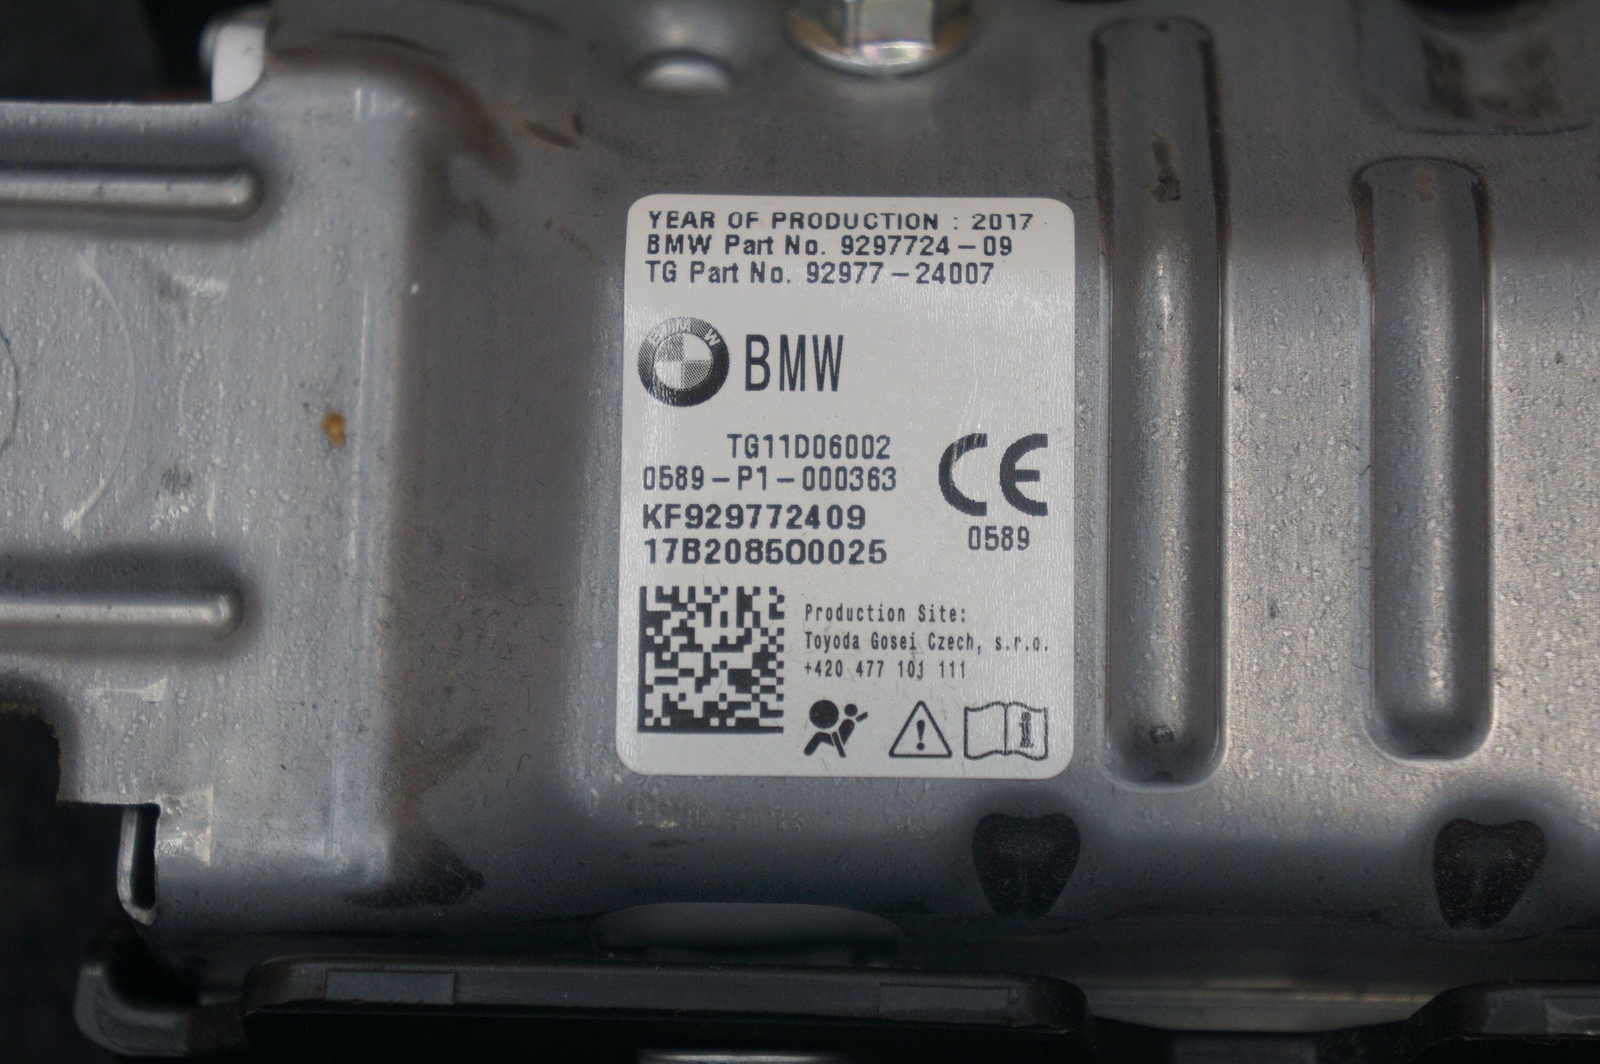 YEAR OF PRODUCTION : 2017
BMW Part No. 9297724-09
TG Part No. 92977-24007
BMW
BMW
TG11D06002
0589-P1-000363
KF929772409
17B208500025
CE
0589
Production Site:
Toyoda Gosei Czech, s.r.o.
+420 477 101 111
i